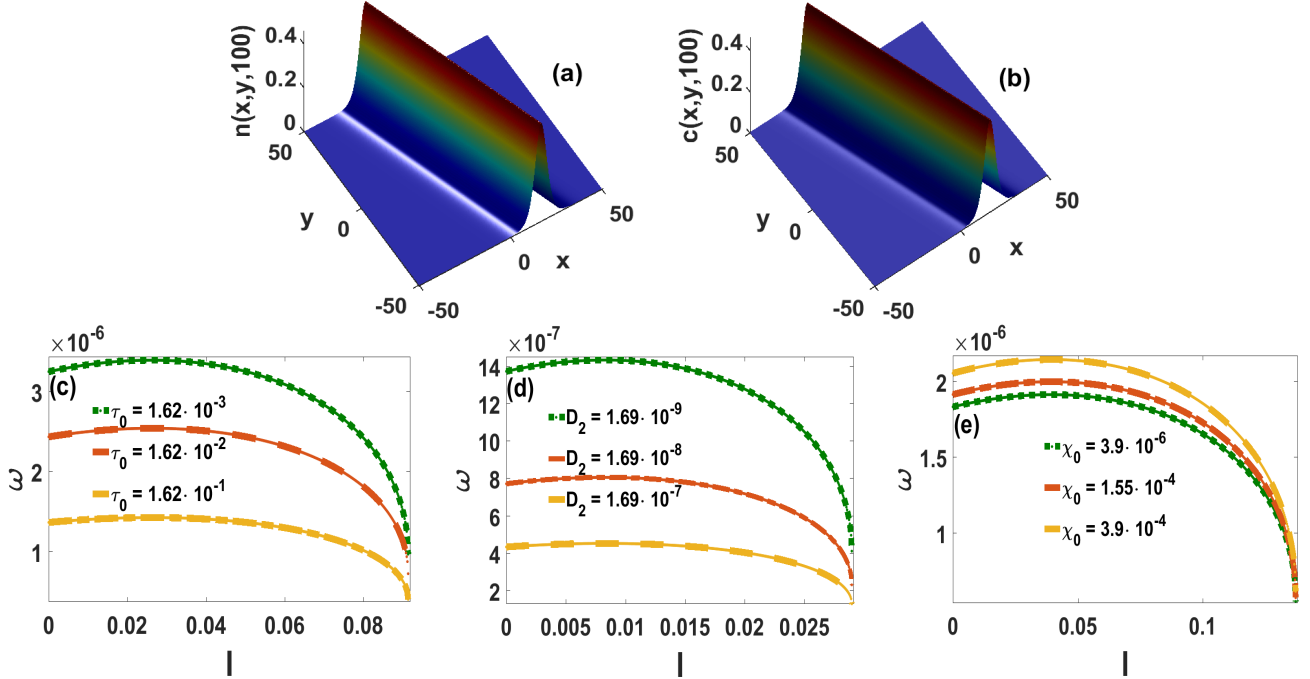 n(x,y,100)
0.4
0.2
0
50
y
0
-50
-50
0
x
50
(a)
c(x,y,100)
0.4
0.2
0
50
y
0
-50
-50
0
x
50
(b)
×10⁻⁶
(c)
3
2
1
ω
τ₀ = 1.62· 10⁻³
τ₀ = 1.62· 10⁻²
τ₀ = 1.62· 10⁻¹
0 0.02 0.04 0.06 0.08
l
×10⁻⁷
(d)
14
12
10
8
6
4
2
ω
D₂ = 1.69· 10⁻⁹
D₂ = 1.69· 10⁻⁸
D₂ = 1.69· 10⁻⁷
0 0.005 0.01 0.015 0.02 0.025
l
×10⁻⁶
(e)
2
1.5
1
ω
χ₀ = 3.9· 10⁻⁶
χ₀ = 1.55· 10⁻⁴
χ₀ = 3.9· 10⁻⁴
0 0.05 0.1
l